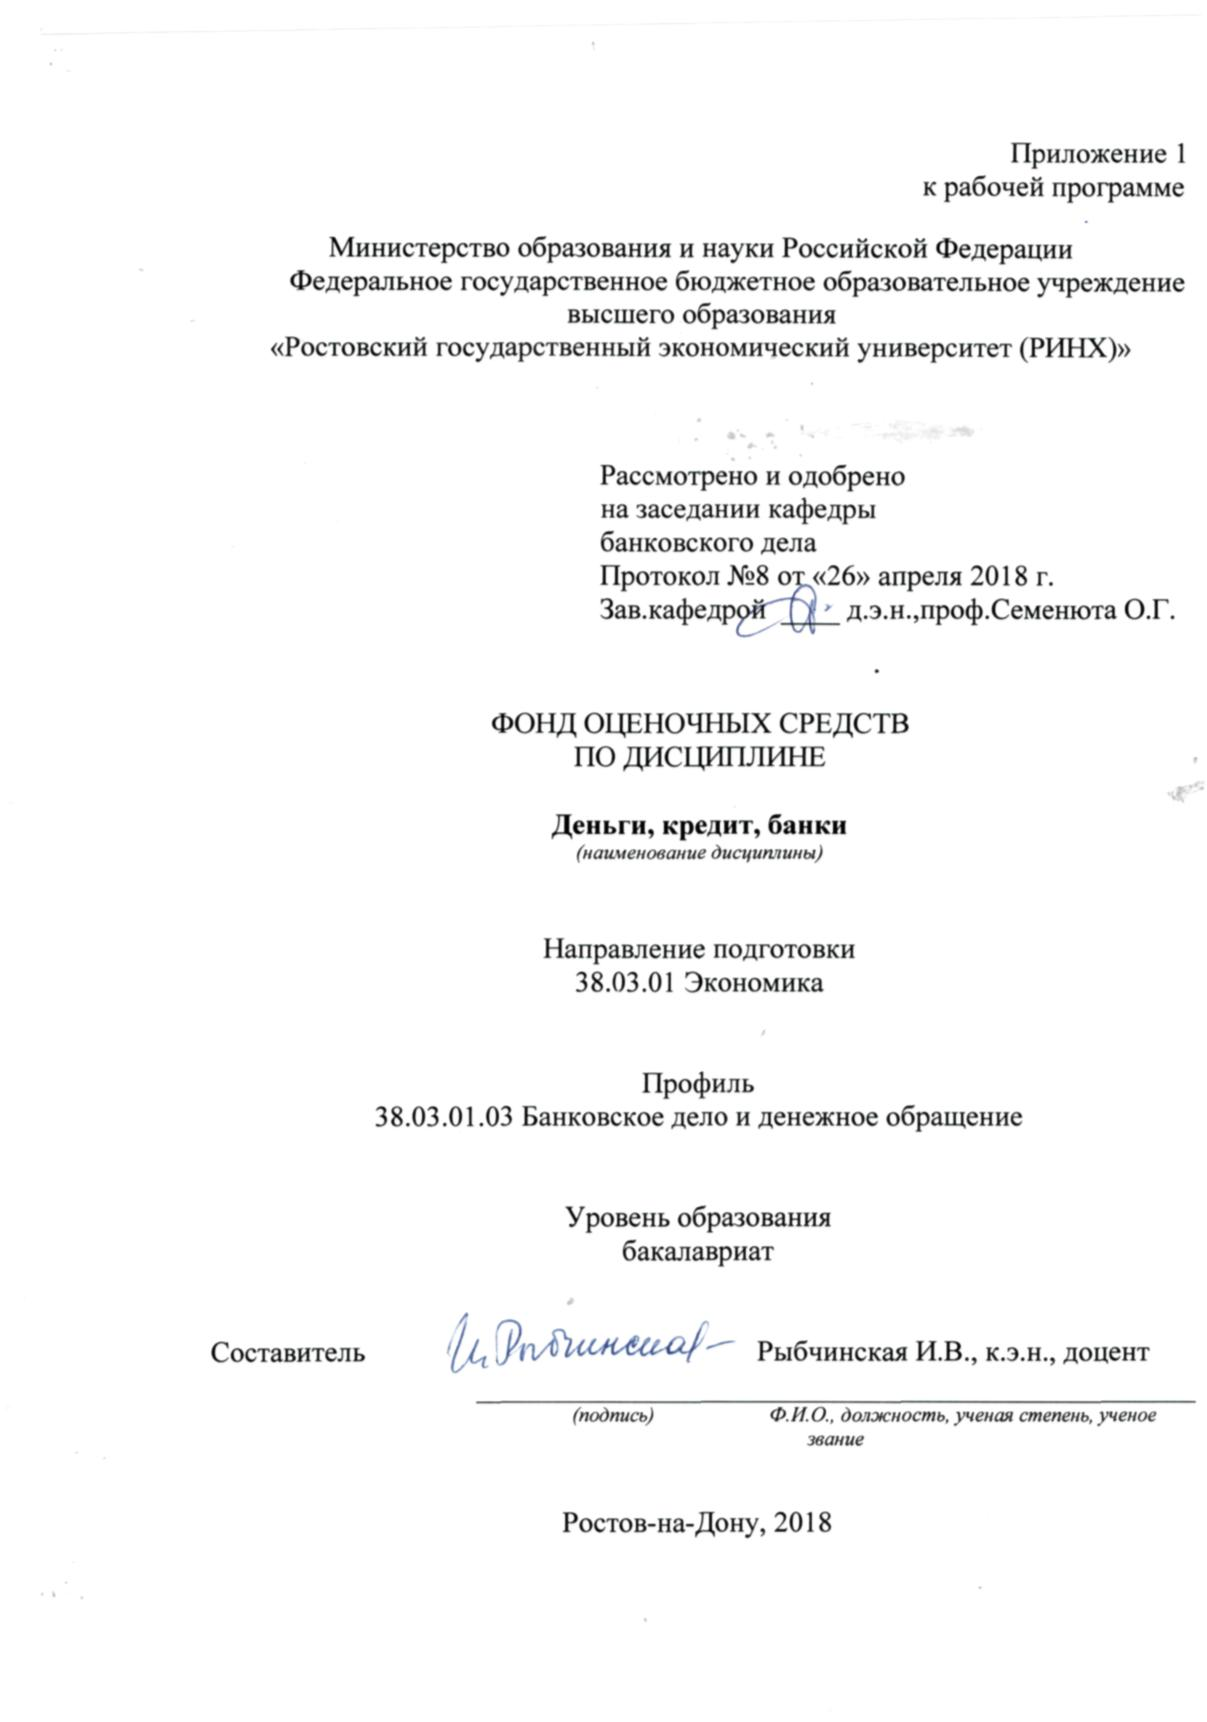 Приложение 1
к рабочей программе
Министерство образования и науки Российской Федерации
Федеральное государственное бюджетное образовательное учреждение
высшего образования
«Ростовский государственный экономический университет (РИНХ)»
Рассмотрено и одобрено
на заседании кафедры
банковского дела
Протокол №8 от «26» апреля 2018 г.
Зав.кафедрой ____ д.э.н.,проф.Семенюта О.Г.
ФОНД ОЦЕНОЧНЫХ СРЕДСТВ
ПО ДИСЦИПЛИНЕ
Деньги, кредит, банки
(наименование дисциплины)
Направление подготовки
38.03.01 Экономика
Профиль
38.03.01.03 Банковское дело и денежное обращение
Уровень образования
бакалавриат
Составитель И. Рыбчинская Рыбчинская И.В., к.э.н., доцент
(подпись) Ф.И.О., должность, ученая степень, ученое
звание
Ростов-на-Дону, 2018